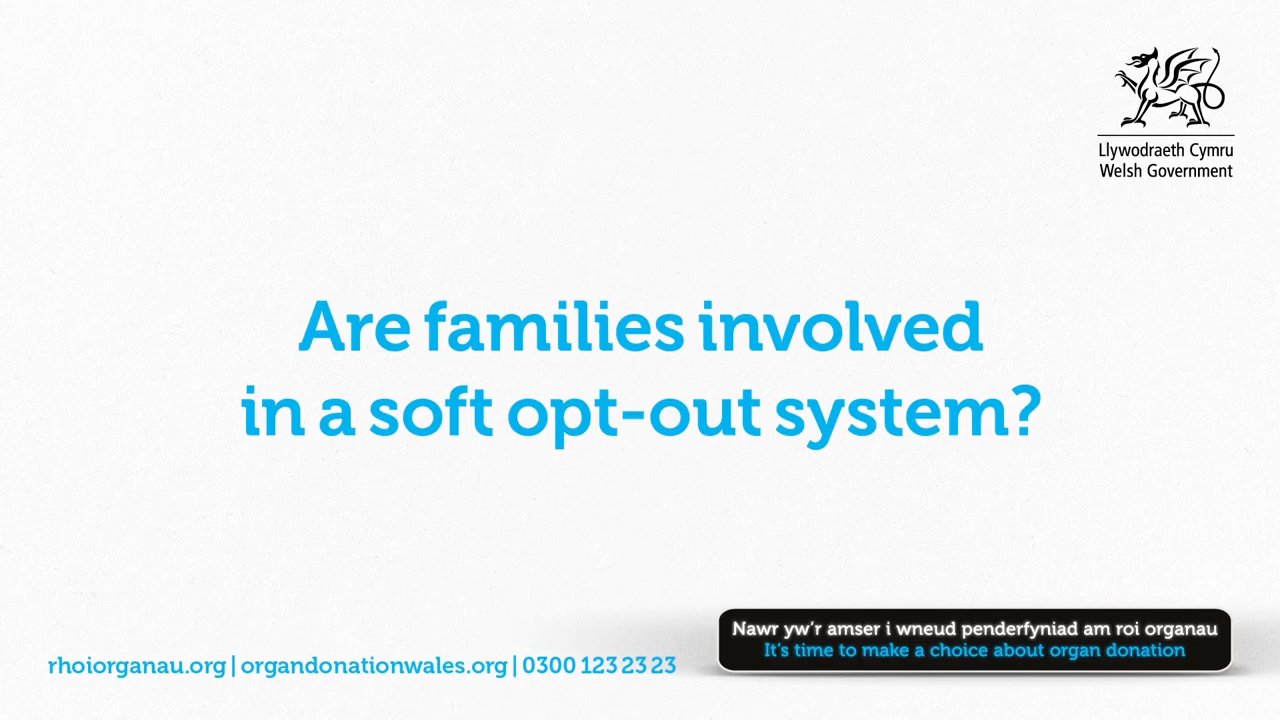 Llywodraeth Cymru
Welsh Government
Are families involved
in a soft opt-out system?
Nawr yw'r amser i wneud penderfyniad am roi organau
It's time to make a choice about organ donation
rhoiorganau.org | organdonationwales.org | 0300 123 23 23